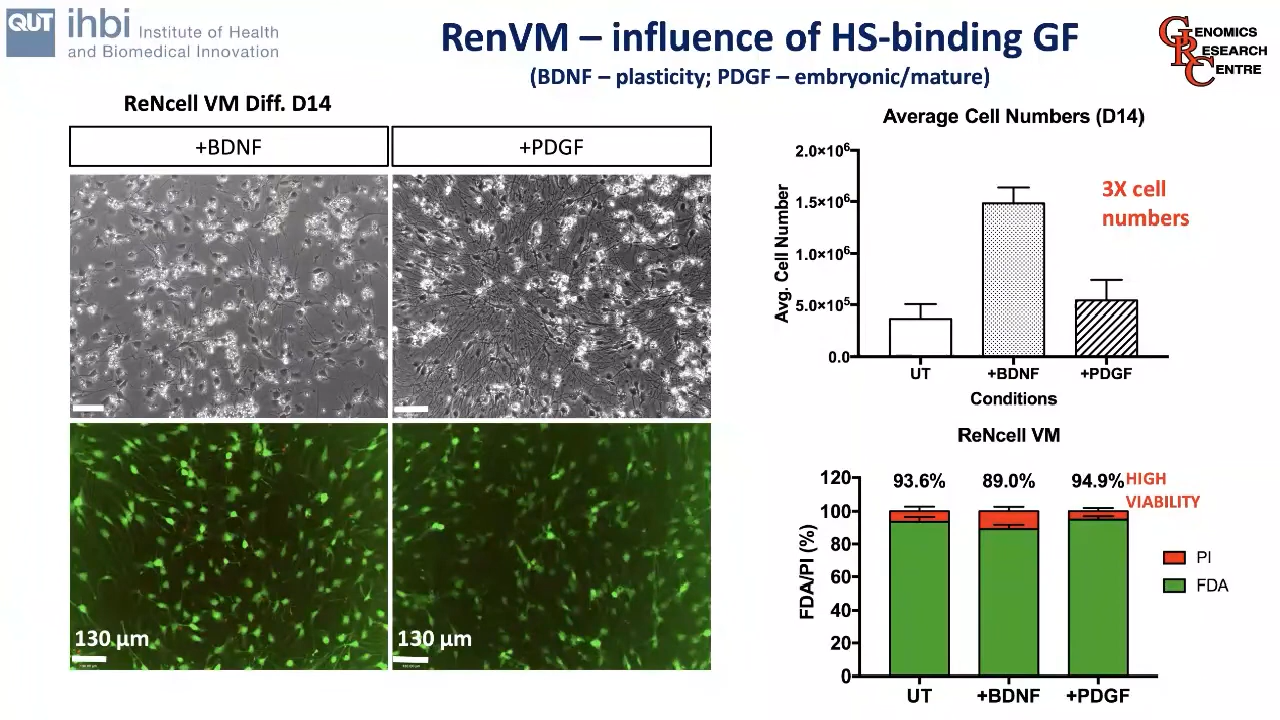 QUT ihbi Institute of Health
and Biomedical Innovation
RenVM – influence of HS-binding GF
(BDNF – plasticity; PDGF – embryonic/mature)
GENOMICS
RESEARCH
CENTRE
ReNcell VM Diff. D14
+BDNF
+PDGF
130 µm
130 µm
Average Cell Numbers (D14)
Avg. Cell Number
2.0×10⁶
1.5×10⁶
1.0×10⁶
5.0×10⁵
0.0
3X cell
numbers
UT
+BDNF
+PDGF
Conditions
ReNcell VM
FDA/PI (%)
120
100
80
60
40
20
0
93.6%
89.0%
94.9%
HIGH
VIABILITY
PI
FDA
UT
+BDNF
+PDGF